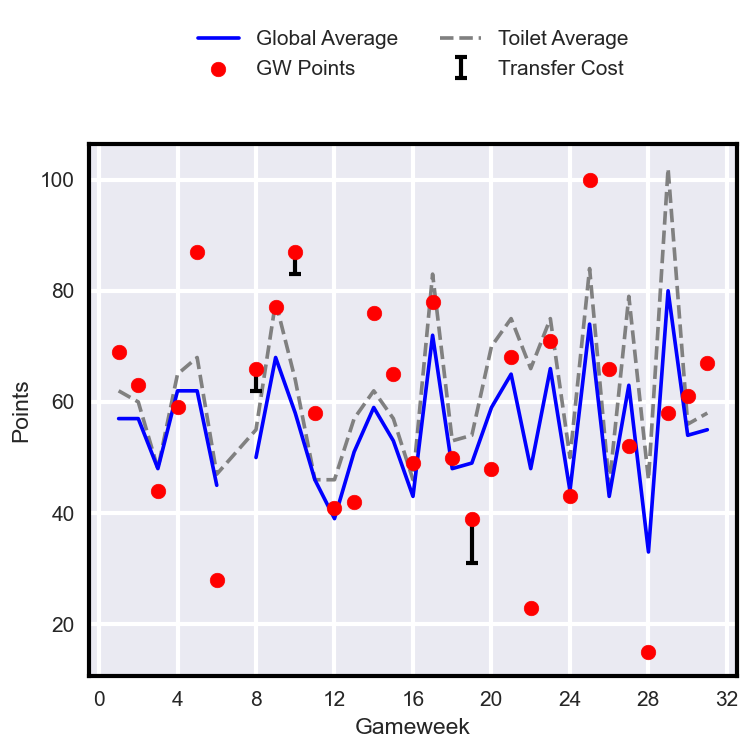 Global Average
Toilet Average
GW Points
Transfer Cost
Points
100
80
60
40
20
0 4 8 12 16 20 24 28 32
Gameweek